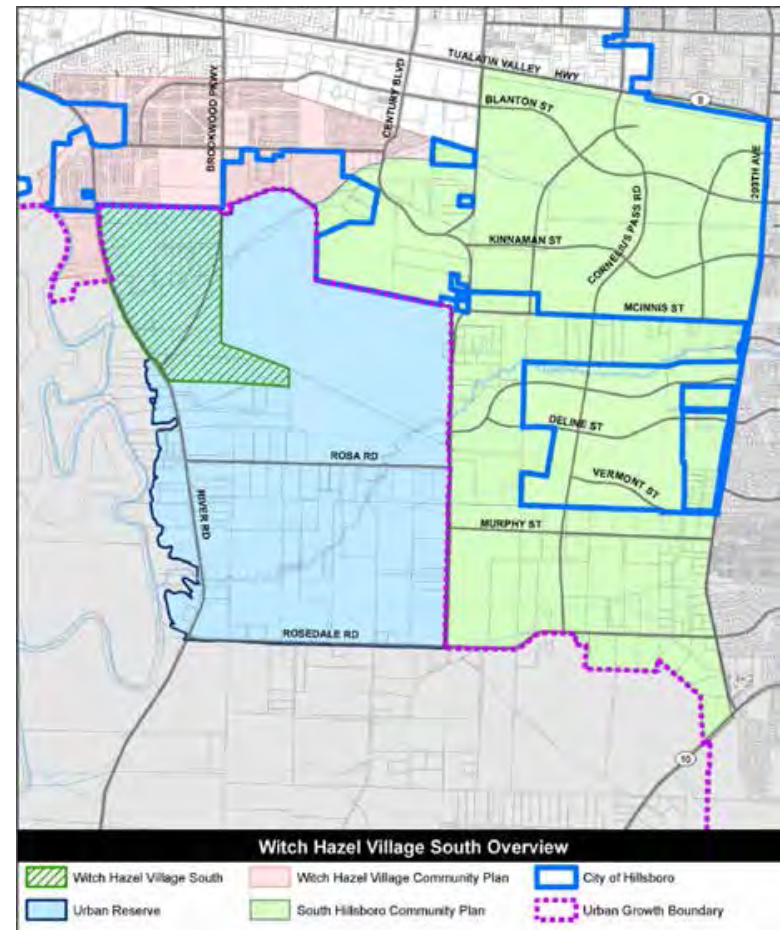 TUALATIN VALLEY HWY
8
BLANTON ST
BROOKWOOD PKWY
CENTURY BLVD
209TH AVE
CORNELIUS PASS RD
KINNAMAN ST
MCINNIS ST
DELINE ST
ROSA RD
VERMONT ST
RIVER RD
MURPHY ST
ROSEDALE RD
10
Witch Hazel Village South Overview
Witch Hazel Village South
Witch Hazel Village Community Plan
City of Hillsboro
Urban Reserve
South Hillsboro Community Plan
Urban Growth Boundary